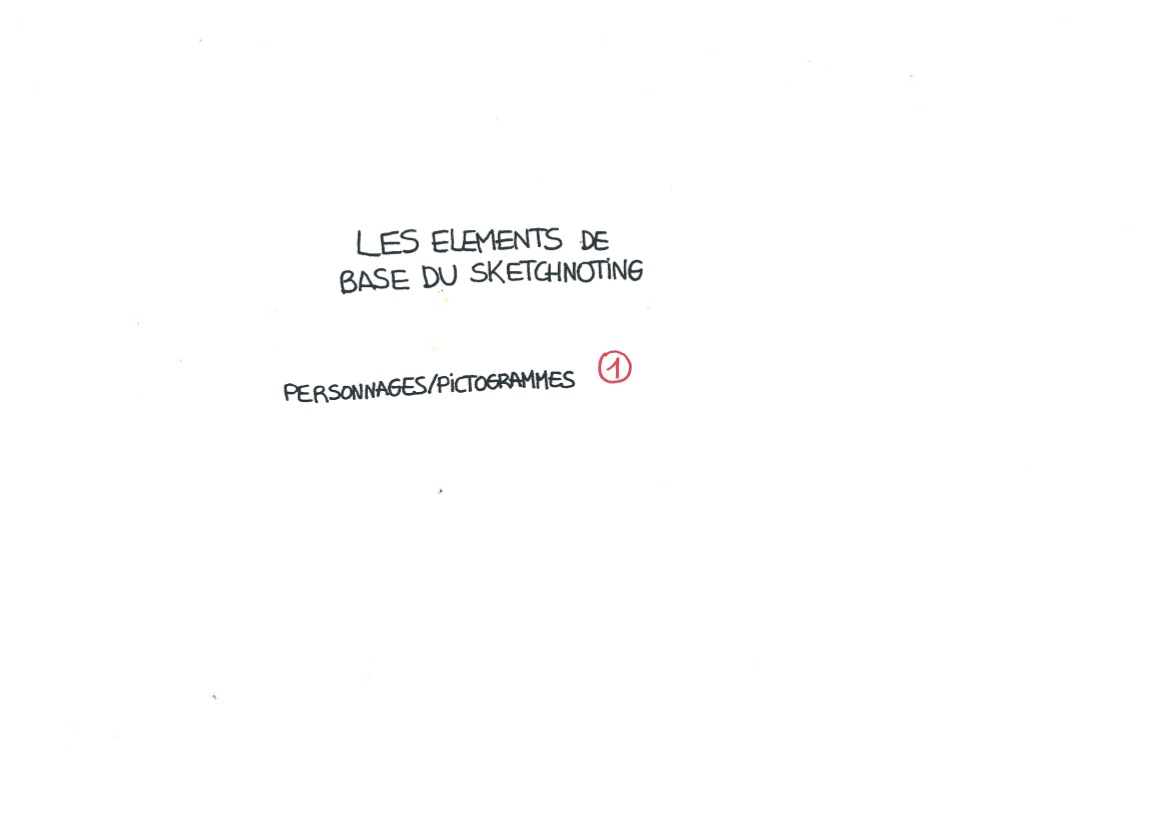 LES ELEMENTS DE
BASE DU SKETCHNOTING
PERSONNAGES/PiCTOGRAMMES 1